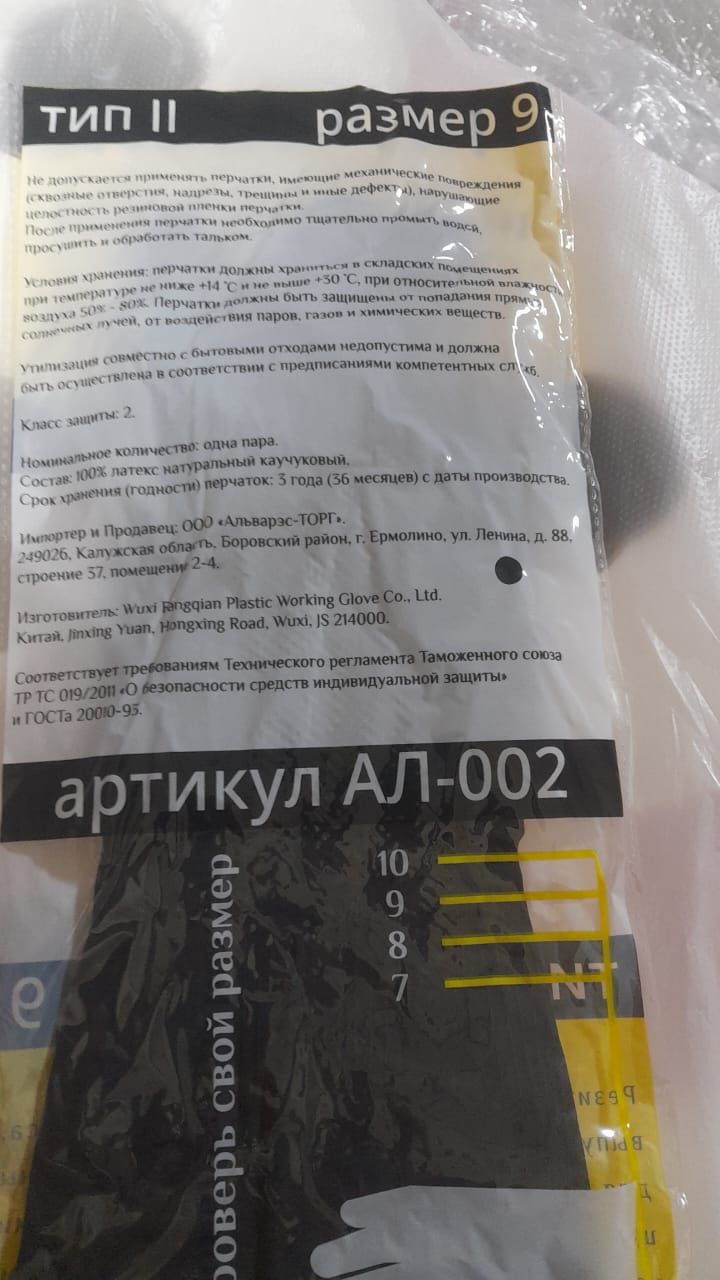 тип II размер 9
Не допускается применять перчатки, имеющие механические повреждения
(сквозные отверстия, надрезы, трещины и иные дефекты), нарушающие
целостность резиновой пленки перчатки.
После применения перчатки необходимо тщательно промыть водой,
просушить и обработать тальком.
Условия хранения: перчатки должны храниться в складских помещениях
при температуре не ниже +14 °C и не выше +30 °C, при относительной влажности
воздуха 50% - 80%. Перчатки должны быть защищены от попадания прямых
солнечных лучей, от воздействия паров, газов и химических веществ.
Утилизация совместно с бытовыми отходами недопустима и должна
быть осуществлена в соответствии с предписаниями компетентных служб.
Класс защиты: 2.
Номинальное количество: одна пара.
Состав: 100% латекс натуральный каучуковый.
Срок хранения (годности) перчаток: 3 года (36 месяцев) с даты производства.
Импортер и Продавец: ООО «Альварэс-ТОРГ».
249026, Калужская область, Боровский район, г. Ермолино, ул. Ленина, д. 88,
строение 37, помещение 2-4.
Изготовитель: Wuxi Jangqian Plastic Working Glove Co., Ltd.
Китай, Jinxing Yuan, Hongxing Road, Wuxi, JS 214000.
Соответствует требованиям Технического регламента Таможенного союза
ТР ТС 019/2011 «О безопасности средств индивидуальной защиты»
и ГОСТа 20010-93.
артикул АЛ-002
10
9
8
7
роверь свой размер
9